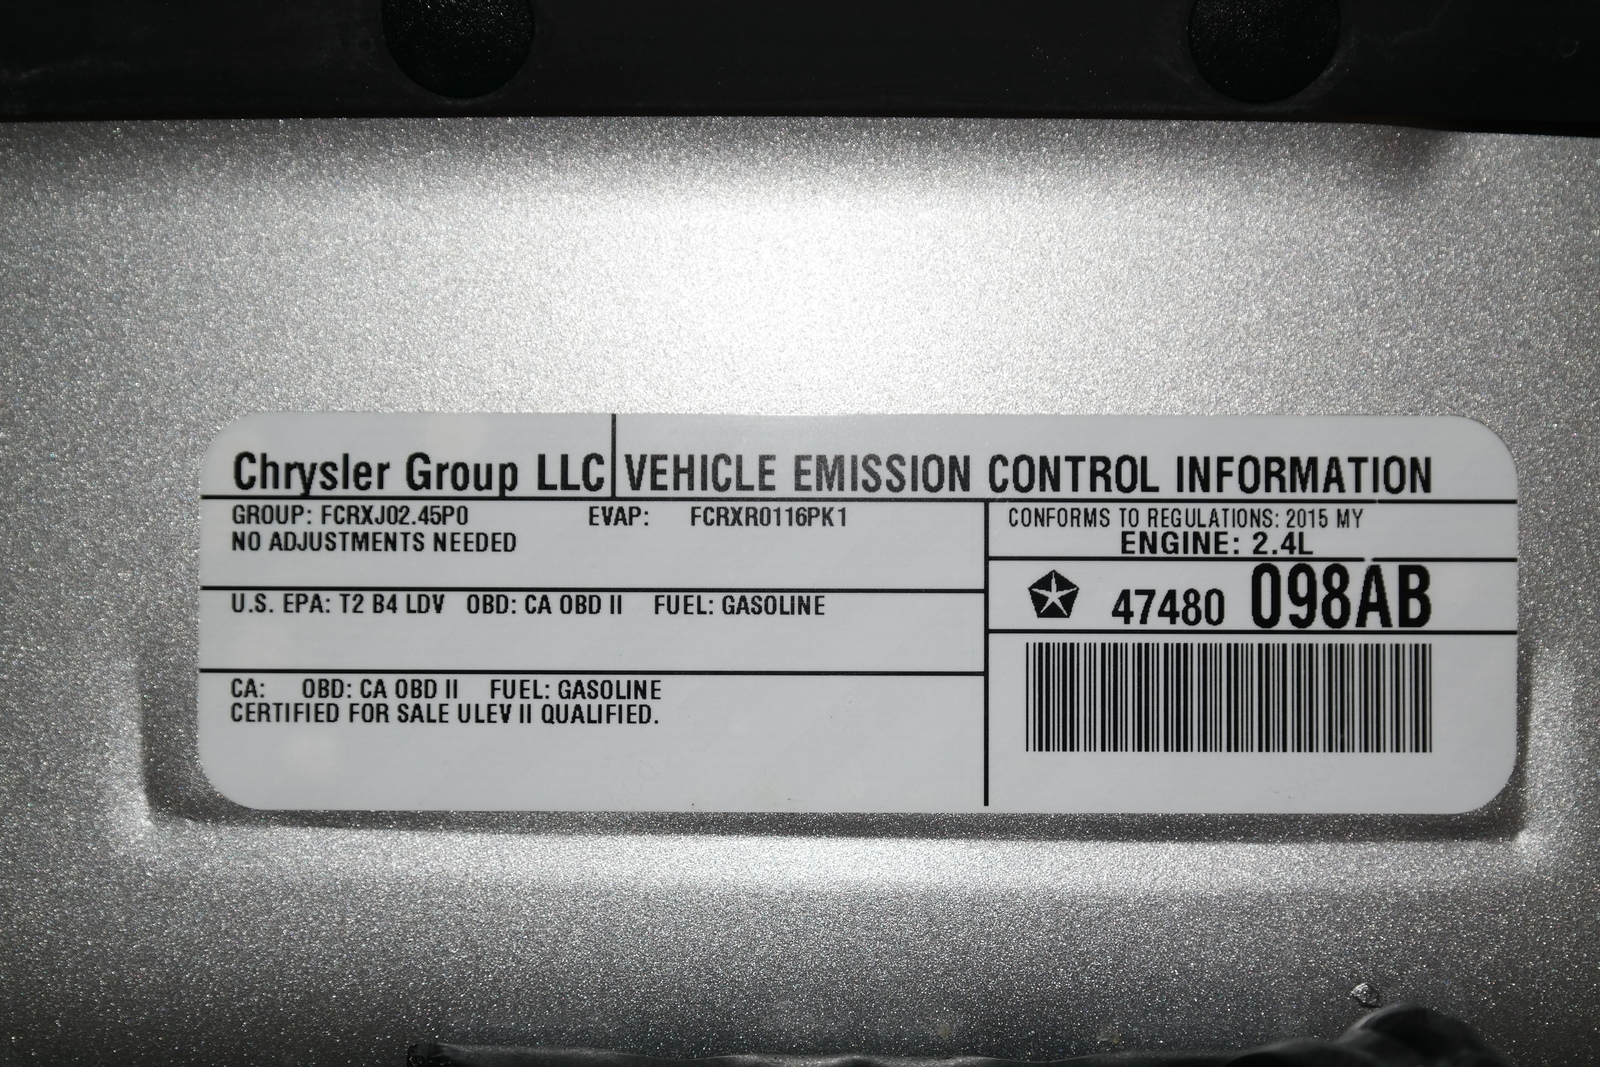 Chrysler Group LLC VEHICLE EMISSION CONTROL INFORMATION
GROUP: FCRXJ02.45P0 EVAP: FCRXR0116PK1
NO ADJUSTMENTS NEEDED
CONFORMS TO REGULATIONS: 2015 MY
ENGINE: 2.4L
47480 098AB
U.S. EPA: T2 B4 LDV OBD: CA OBD II FUEL: GASOLINE
CA: OBD: CA OBD II FUEL: GASOLINE
CERTIFIED FOR SALE ULEV II QUALIFIED.